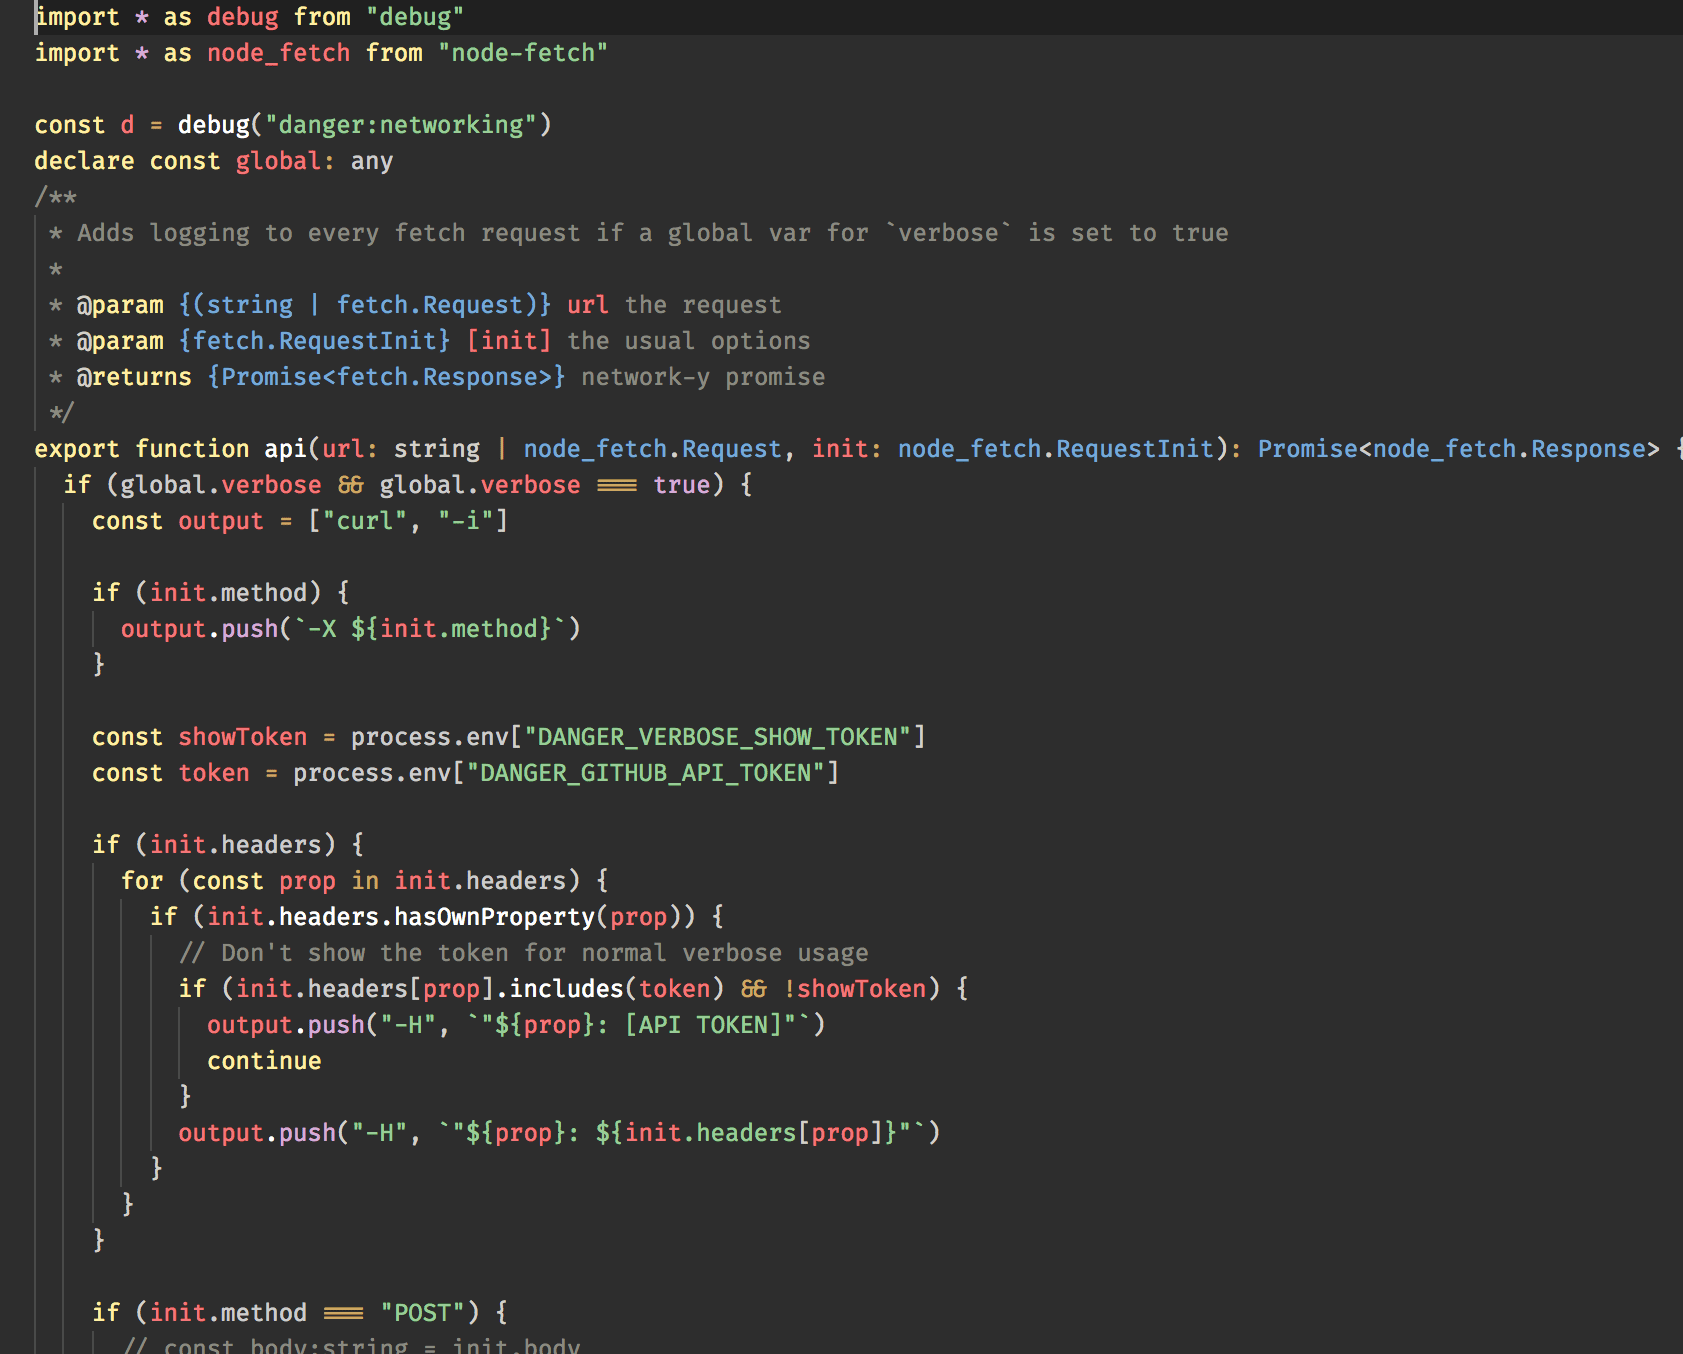 import * as debug from "debug"
import * as node_fetch from "node-fetch"
const d = debug("danger:networking")
declare const global: any
/**
* Adds logging to every fetch request if a global var for `verbose` is set to true
*
* @param {(string | fetch.Request)} url the request
* @param {fetch.RequestInit} [init] the usual options
* @returns {Promise<fetch.Response>} network-y promise
*/
export function api(url: string | node_fetch.Request, init: node_fetch.RequestInit): Promise<node_fetch.Response> {
if (global.verbose && global.verbose === true) {
const output = ["curl", "-i"]
if (init.method) {
output.push(`-X ${init.method}`)
}
const showToken = process.env["DANGER_VERBOSE_SHOW_TOKEN"]
const token = process.env["DANGER_GITHUB_API_TOKEN"]
if (init.headers) {
for (const prop in init.headers) {
if (init.headers.hasOwnProperty(prop)) {
// Don't show the token for normal verbose usage
if (init.headers[prop].includes(token) && !showToken) {
output.push("-H", `"${prop}: [API TOKEN]"`)
continue
}
output.push("-H", `"${prop}: ${init.headers[prop]}"`)
}
}
}
if (init.method === "POST") {
// const body:string = init.body